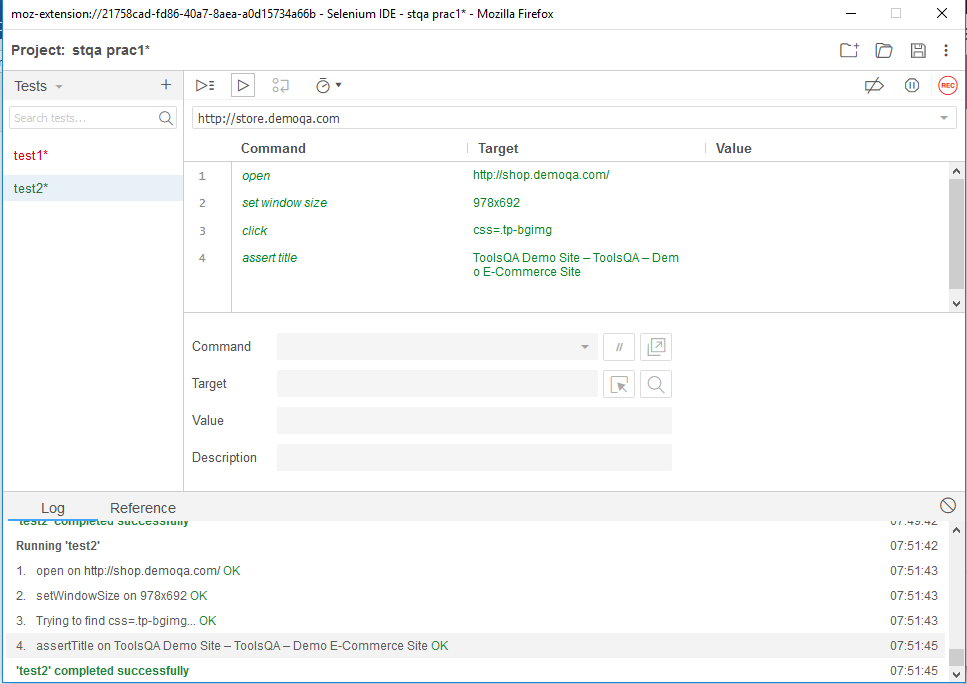 moz-extension://21758cad-fd86-40a7-8aea-a0d15734a66b - Selenium IDE - stqa prac1* - Mozilla Firefox
Project: stqa prac1*
Tests
REC
Search tests...
http://store.demoqa.com
Command Target Value
test1*
test2*
1 open http://shop.demoqa.com/
2 set window size 978x692
3 click css=.tp-bgimg
4 assert title ToolsQA Demo Site – ToolsQA – Dem
o E-Commerce Site
Command //
Target
Value
Description
Log Reference
'test2' completed successfully 07:49:42
Running 'test2' 07:51:42
1. open on http://shop.demoqa.com/ OK 07:51:43
2. setWindowSize on 978x692 OK 07:51:43
3. Trying to find css=.tp-bgimg... OK 07:51:43
4. assertTitle on ToolsQA Demo Site – ToolsQA – Demo E-Commerce Site OK 07:51:45
'test2' completed successfully 07:51:45